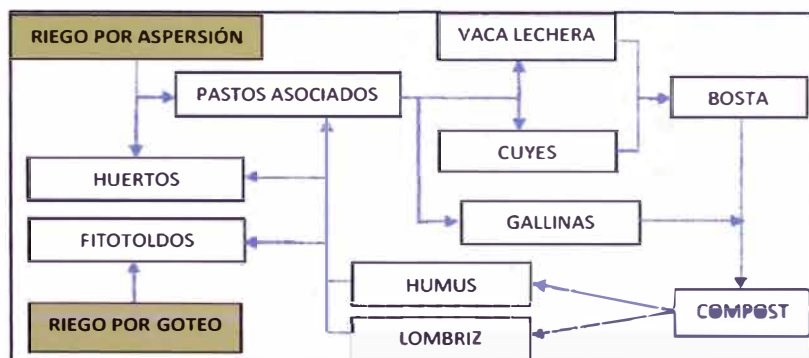 RIEGO POR ASPERSIÓN
VACA LECHERA
PASTOS ASOCIADOS
BOSTA
CUYES
HUERTOS
GALLINAS
FITOTOLDOS
HUMUS
COMPOST
RIEGO POR GOTEO
LOMBRIZ